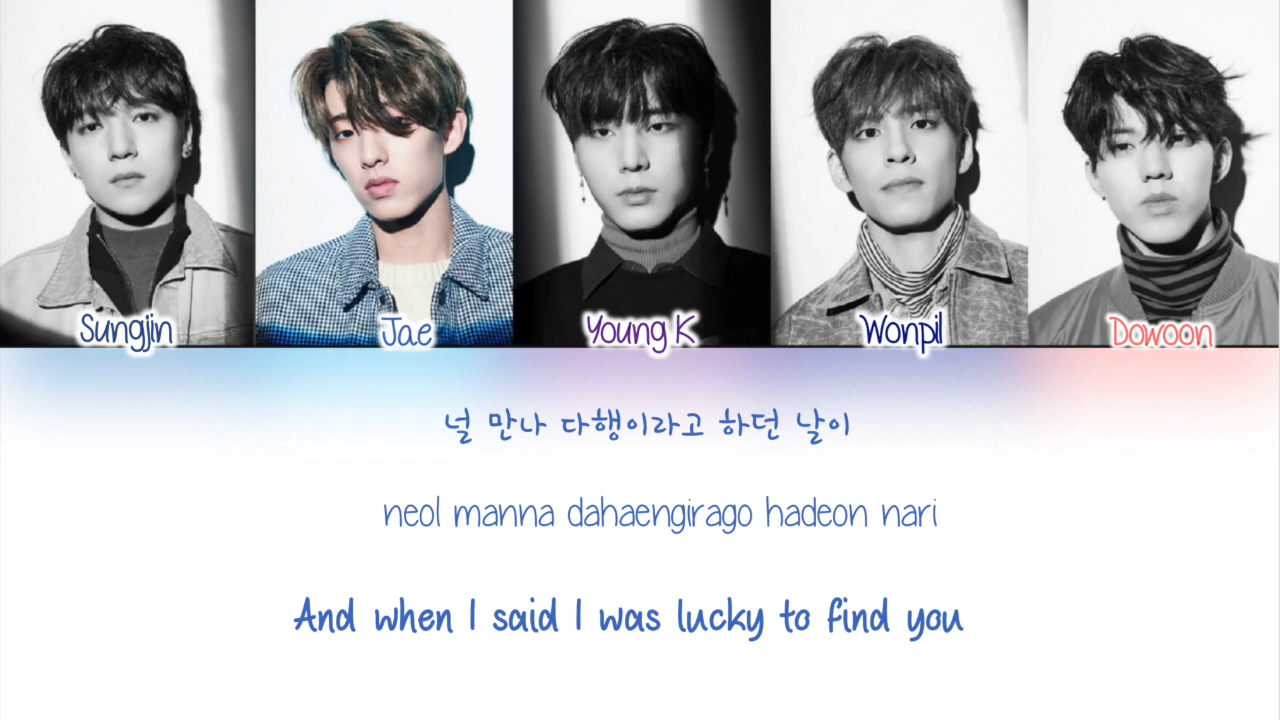 Sungjin Jae Young K Wonpil Dowoon
널 만나 다행이라고 하던 날이
neol manna dahaengirago hadeon nari
And when I said I was lucky to find you